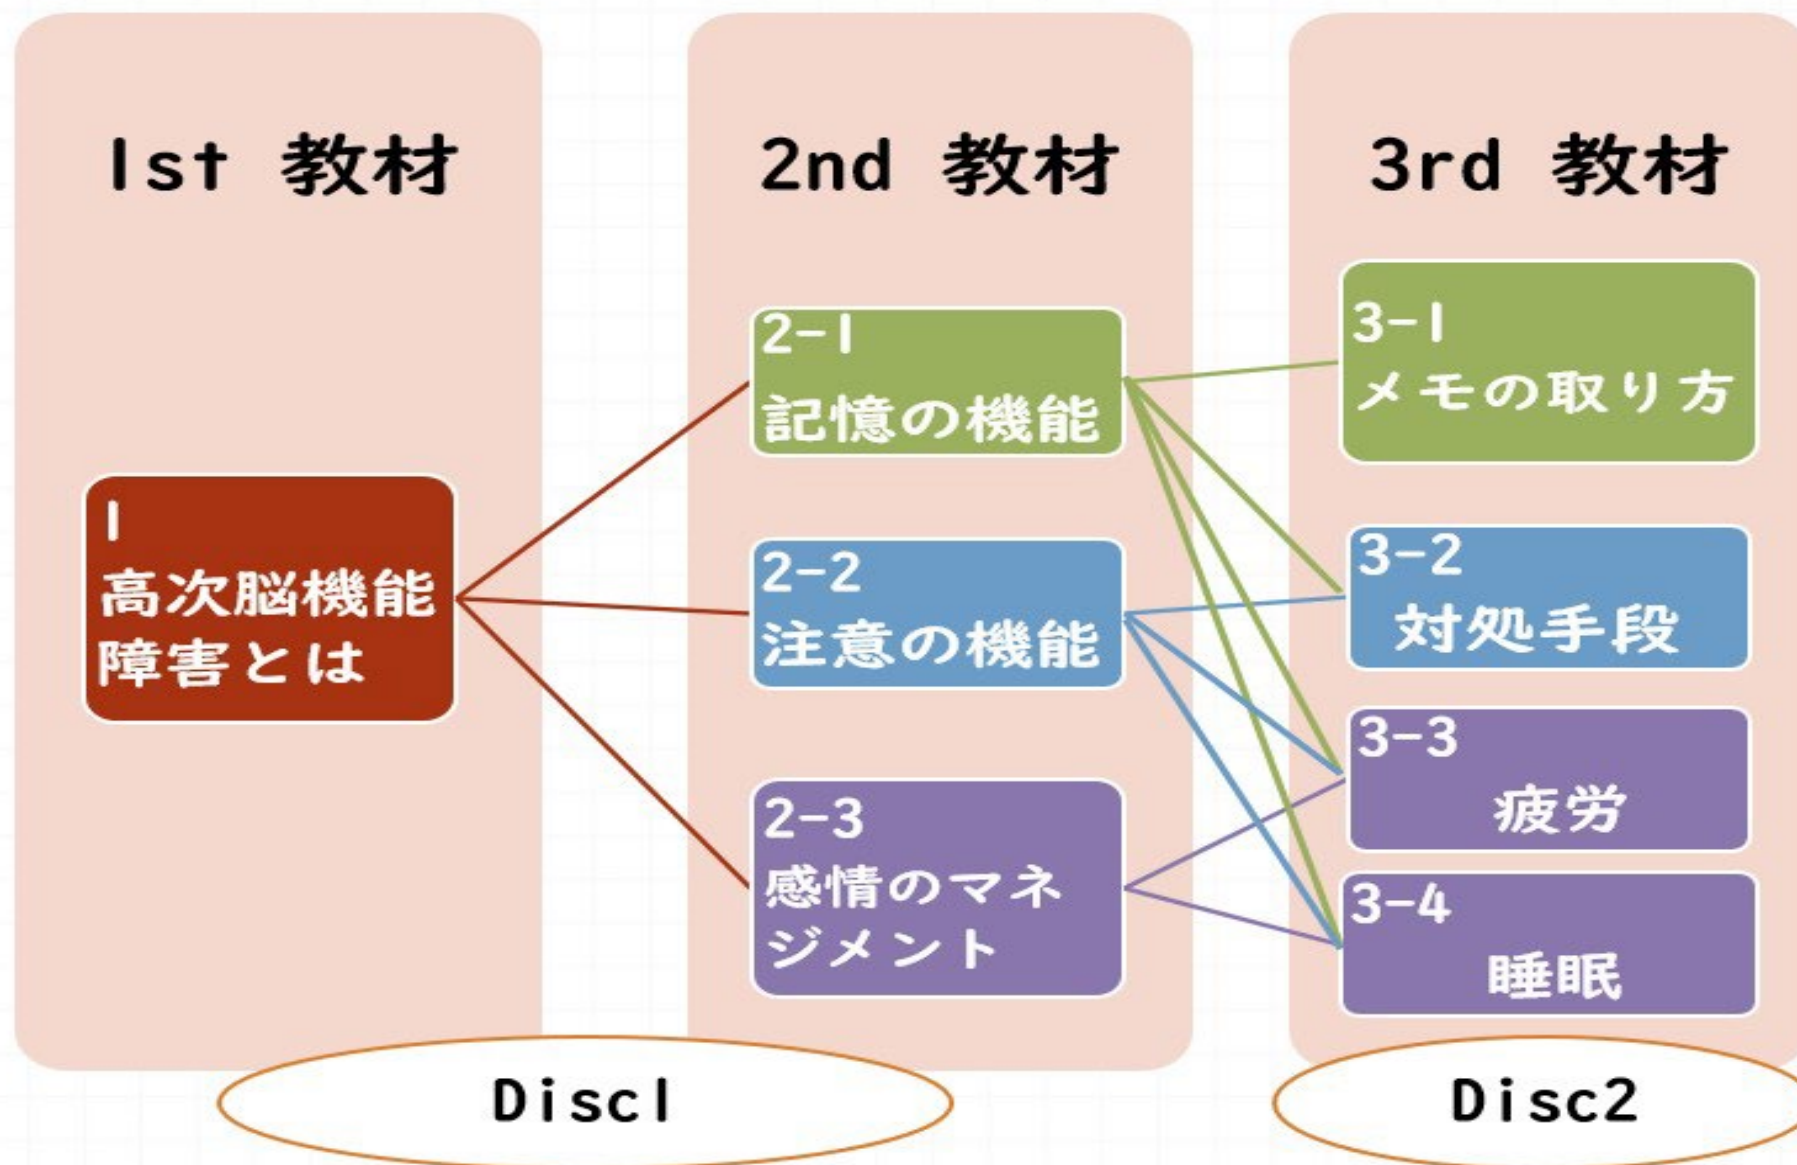 1st 教材
1
高次脳機能
障害とは
2nd 教材
2-1
記憶の機能
2-2
注意の機能
2-3
感情のマネ
ジメント
3rd 教材
3-1
メモの取り方
3-2
対処手段
3-3
疲労
3-4
睡眠
Disc1
Disc2